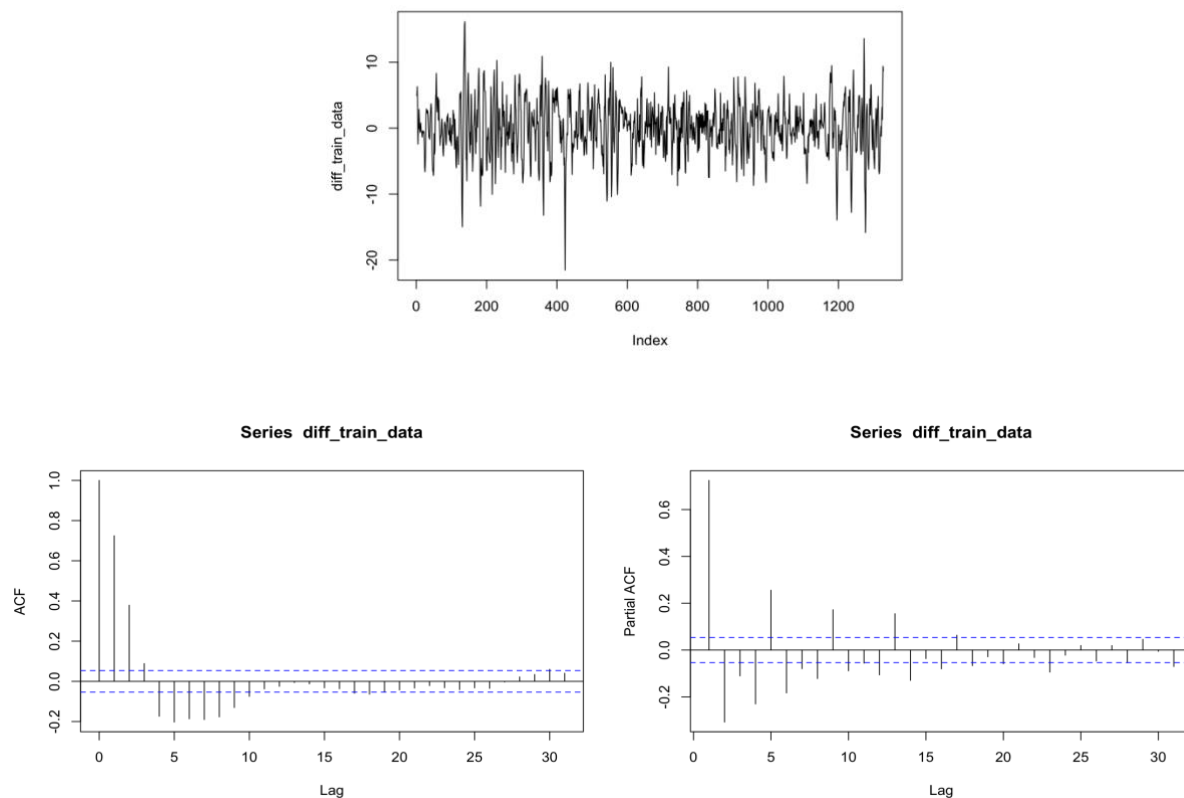 diff_train_data
10
0
-10
-20
0 200 400 600 800 1000 1200
Index
Series diff_train_data
ACF
1.0
0.8
0.6
0.4
0.2
0.0
-0.2
0 5 10 15 20 25 30
Lag
Series diff_train_data
Partial ACF
0.6
0.4
0.2
0.0
-0.2
0 5 10 15 20 25 30
Lag